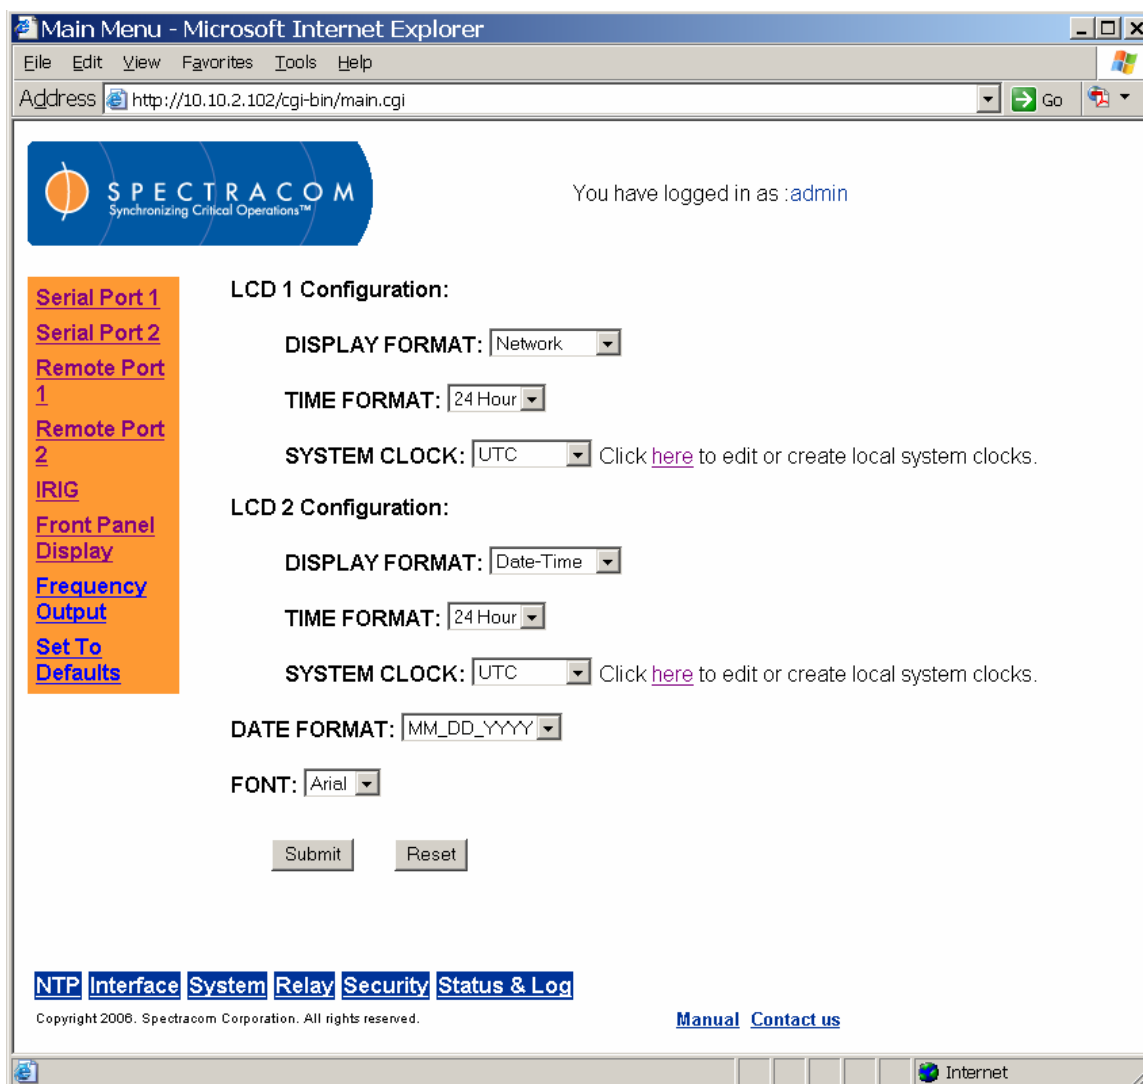 Main Menu - Microsoft Internet Explorer
File Edit View Favorites Tools Help
Address http://10.10.2.102/cgi-bin/main.cgi Go
SPECTRACOM
Synchronizing Critical Operations™
You have logged in as :admin
Serial Port 1
Serial Port 2
Remote Port
1
Remote Port
2
IRIG
Front Panel
Display
Frequency
Output
Set To
Defaults
LCD 1 Configuration:
DISPLAY FORMAT: Network
TIME FORMAT: 24 Hour
SYSTEM CLOCK: UTC Click here to edit or create local system clocks.
LCD 2 Configuration:
DISPLAY FORMAT: Date-Time
TIME FORMAT: 24 Hour
SYSTEM CLOCK: UTC Click here to edit or create local system clocks.
DATE FORMAT: MM_DD_YYYY
FONT: Arial
Submit Reset
NTP Interface System Relay Security Status & Log
Copyright 2006. Spectracom Corporation. All rights reserved.
Manual Contact us
Internet